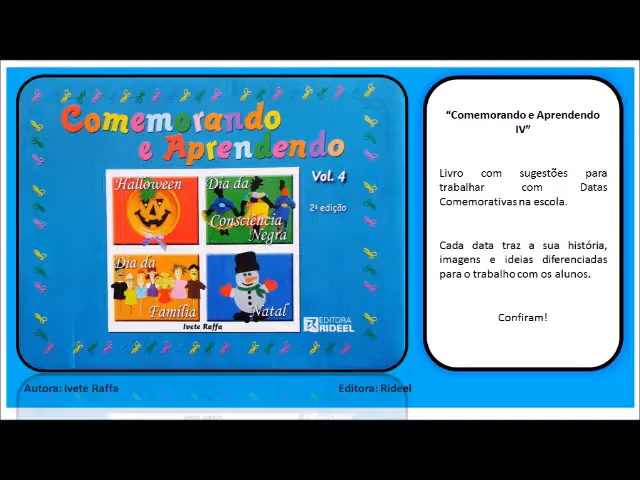 Comemorando
e Aprendendo
Vol. 4
2ª edição
Halloween
Dia da
Consciência
Negra
Dia da
Família
Natal
Ivete Raffa
EDITORA
RIDEEL
Autora: Ivete Raffa
Editora: Rideel
“Comemorando e Aprendendo
IV”
Livro com sugestões para
trabalhar com Datas
Comemorativas na escola.
Cada data traz a sua história,
imagens e ideias diferenciadas
para o trabalho com os alunos.
Confiram!